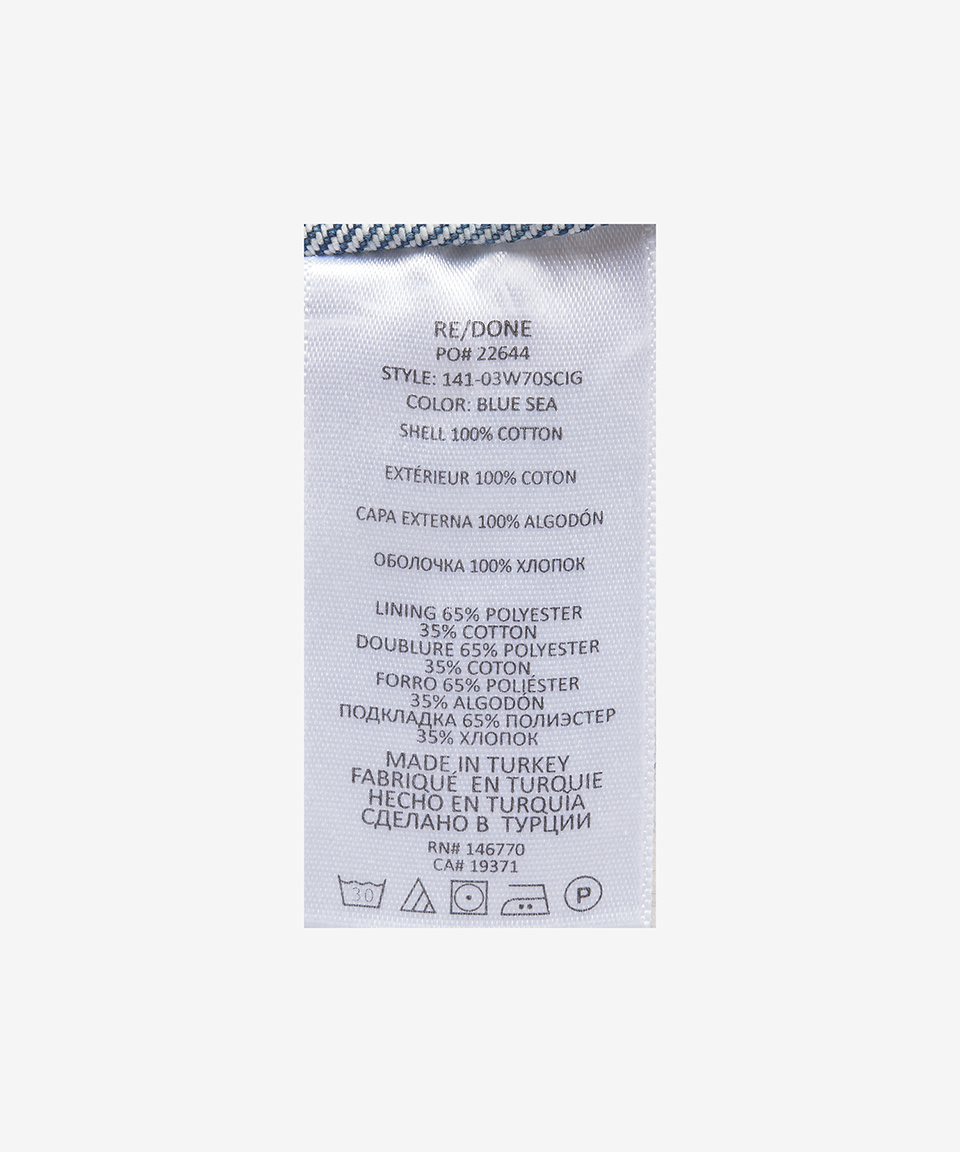 RE/DONE
PO# 22644
STYLE: 141-03W70SCIG
COLOR: BLUE SEA
SHELL 100% COTTON
EXTÉRIEUR 100% COTON
CAPA EXTERNA 100% ALGODÓN
ОБОЛОЧКА 100% ХЛОПОК
LINING 65% POLYESTER
35% COTTON
DOUBLURE 65% POLYESTER
35% COTON
FORRO 65% POLIÉSTER
35% ALGODÓN
ПОДКЛАДКА 65% ПОЛИЭСТЕР
35% ХЛОПОК
MADE IN TURKEY
FABRIQUÉ EN TURQUIE
HECHO EN TURQUIA
СДЕЛАНО В ТУРЦИИ
RN# 146770
CA# 19371
30 P